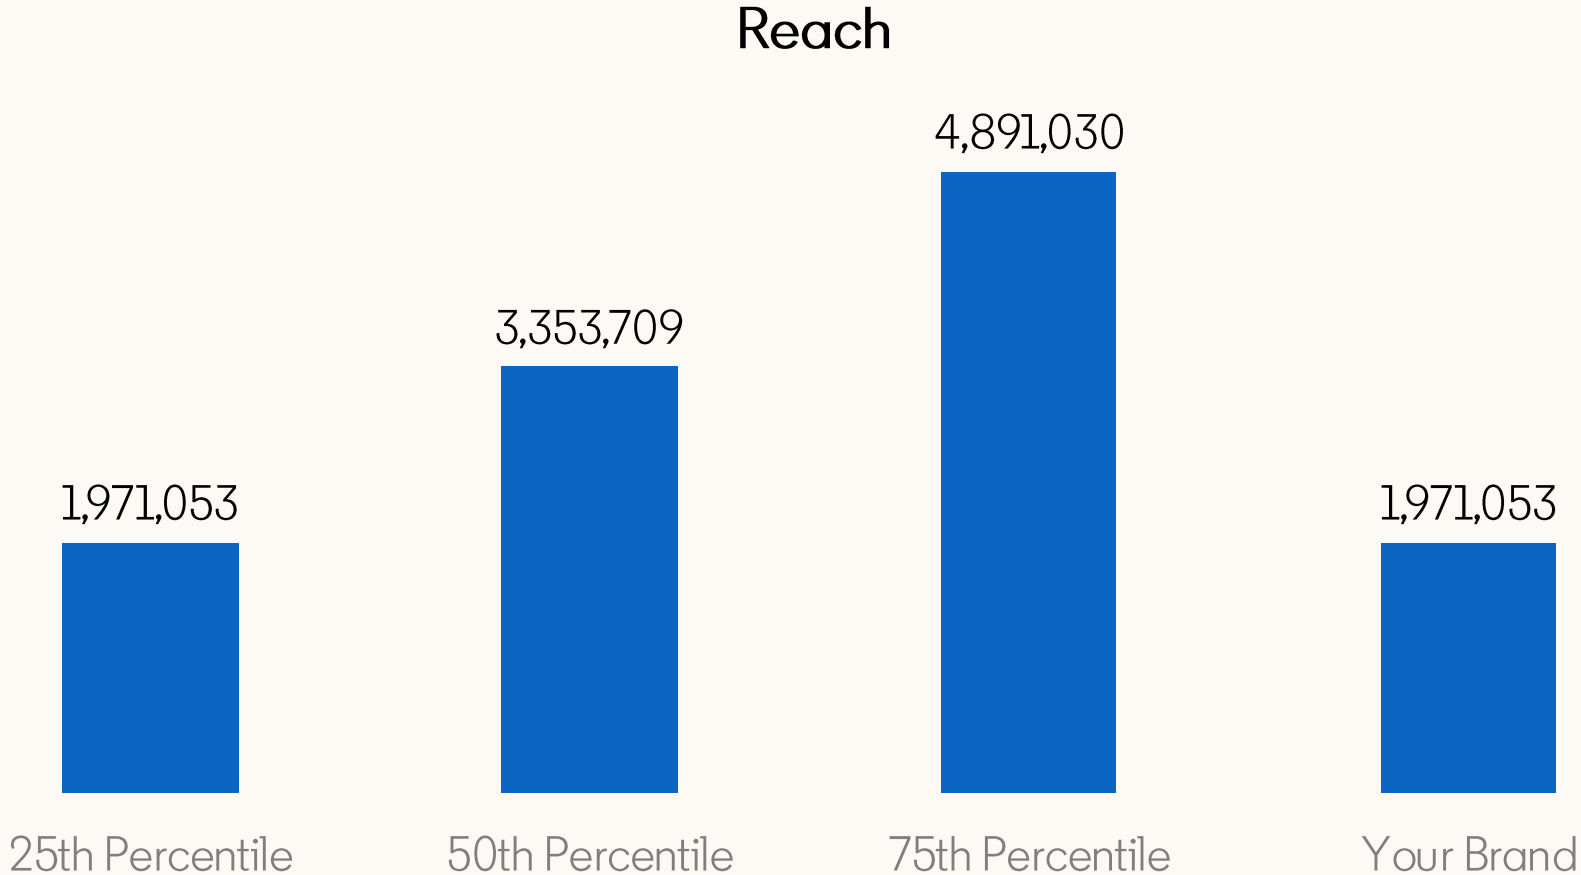 Reach
4,891,030
3,353,709
1,971,053
1,971,053
25th Percentile
50th Percentile
75th Percentile
Your Brand